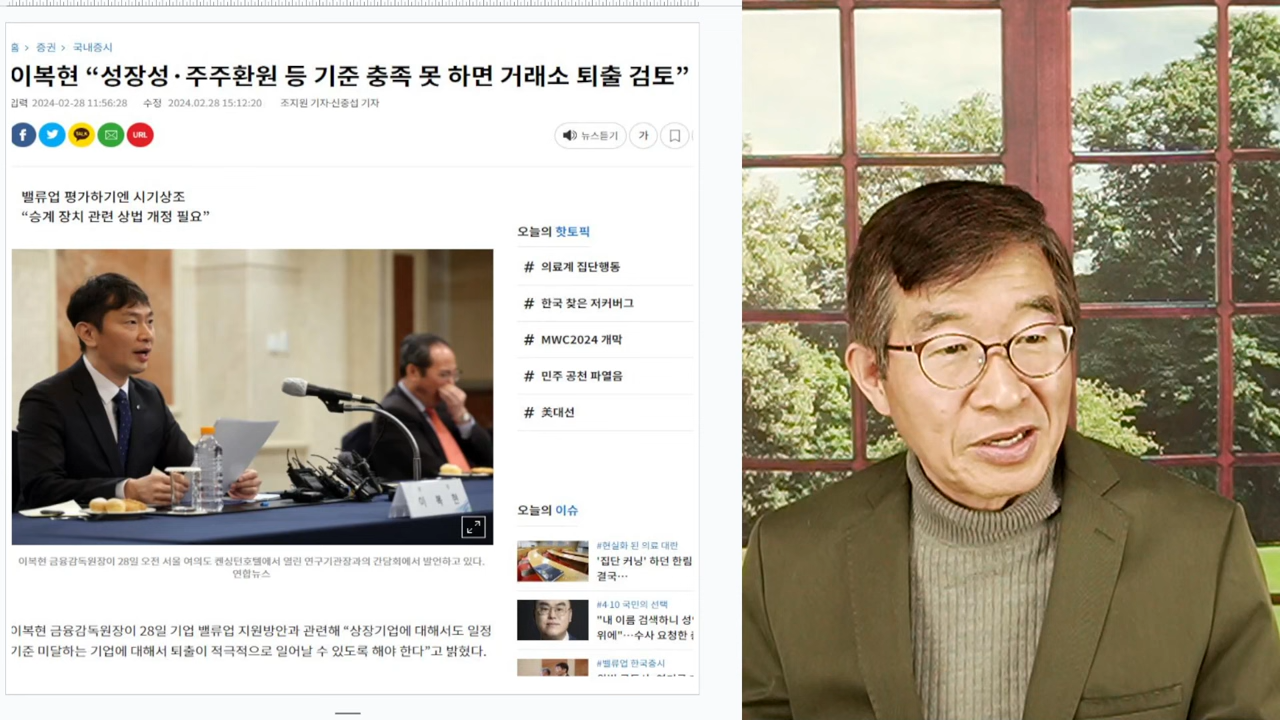 홈 > 증권 > 국내증시
이복현 “성장성·주주환원 등 기준 충족 못 하면 거래소 퇴출 검토”
입력 2024-02-28 11:56:28 수정 2024.02.28 15:12:20 조지원 기자·신중섭 기자
f TALK URL
뉴스듣기 가
밸류업 평가하기엔 시기상조
“승계 장치 관련 상법 개정 필요”
이복현
이복현 금융감독원장이 28일 오전 서울 여의도 켄싱턴호텔에서 열린 연구기관장과의 간담회에서 발언하고 있다.
연합뉴스
이복현 금융감독원장이 28일 기업 밸류업 지원방안과 관련해 “상장기업에 대해서도 일정
기준 미달하는 기업에 대해서 퇴출이 적극적으로 일어날 수 있도록 해야 한다”고 밝혔다.
오늘의 핫토픽
# 의료계 집단행동
# 한국 찾은 저커버그
# MWC2024 개막
# 민주 공천 파열음
# 美대선
오늘의 이슈
#현실화 된 의료 대란
'집단 커닝' 하던 한림
결국…
#4·10 국민의 선택
"내 이름 검색하니 성
위에"…수사 요청한
#밸류업 한국증시